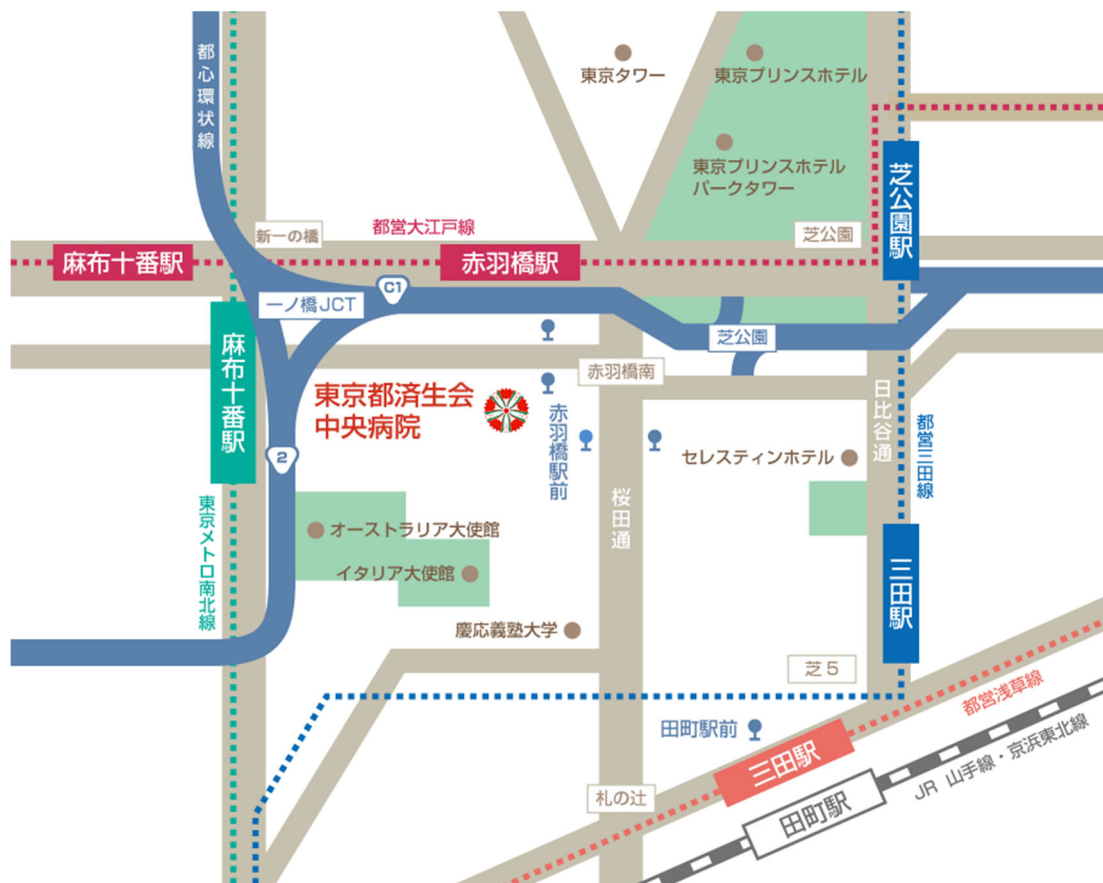 都心環状線
東京タワー
東京プリンスホテル
東京プリンスホテル
パークタワー
芝公園駅
都営大江戸線
新一の橋
芝公園
麻布十番駅
赤羽橋駅
C1
一ノ橋JCT
芝公園
麻布十番駅
赤羽橋南
東京都済生会
中央病院
日比谷通
赤羽橋駅前
都営三田線
2
セレスティンホテル
桜田通
東京メトロ南北線
オーストラリア大使館
イタリア大使館
三田駅
慶応義塾大学
芝5
都営浅草線
田町駅前
三田駅
JR 山手線・京浜東北線
札の辻
田町駅